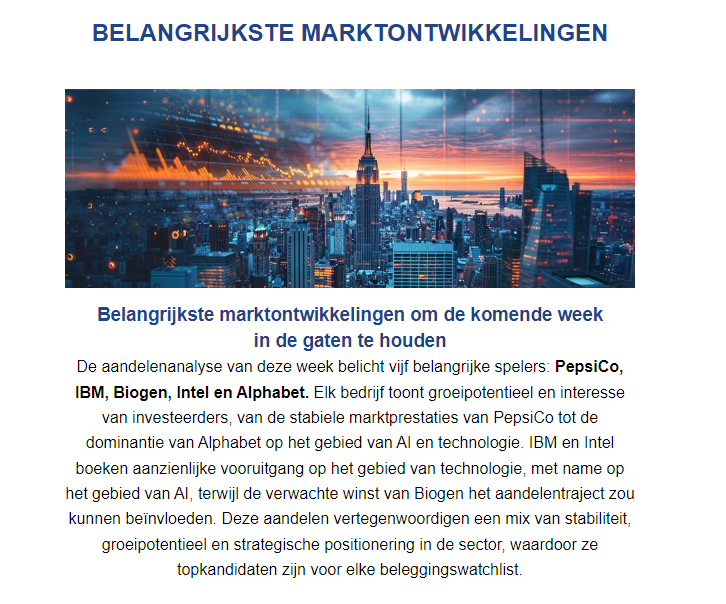 BELANGRIJKSTE MARKTONTWIKKELINGEN
Belangrijkste marktontwikkelingen om de komende week
in de gaten te houden
De aandelenanalyse van deze week belicht vijf belangrijke spelers: PepsiCo,
IBM, Biogen, Intel en Alphabet. Elk bedrijf toont groeipotentieel en interesse
van investeerders, van de stabiele marktprestaties van PepsiCo tot de
dominantie van Alphabet op het gebied van AI en technologie. IBM en Intel
boeken aanzienlijke vooruitgang op het gebied van technologie, met name op
het gebied van AI, terwijl de verwachte winst van Biogen het aandelentraject zou
kunnen beïnvloeden. Deze aandelen vertegenwoordigen een mix van stabiliteit,
groeipotentieel en strategische positionering in de sector, waardoor ze
topkandidaten zijn voor elke beleggingswatchlist.